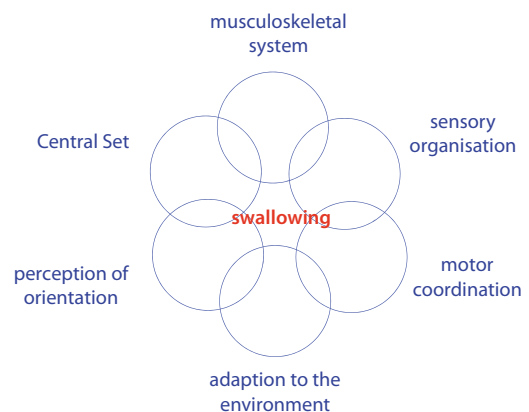 musculoskeletal
system
Central Set
sensory
organisation
swallowing
perception of
orientation
motor
coordination
adaption to the
environment